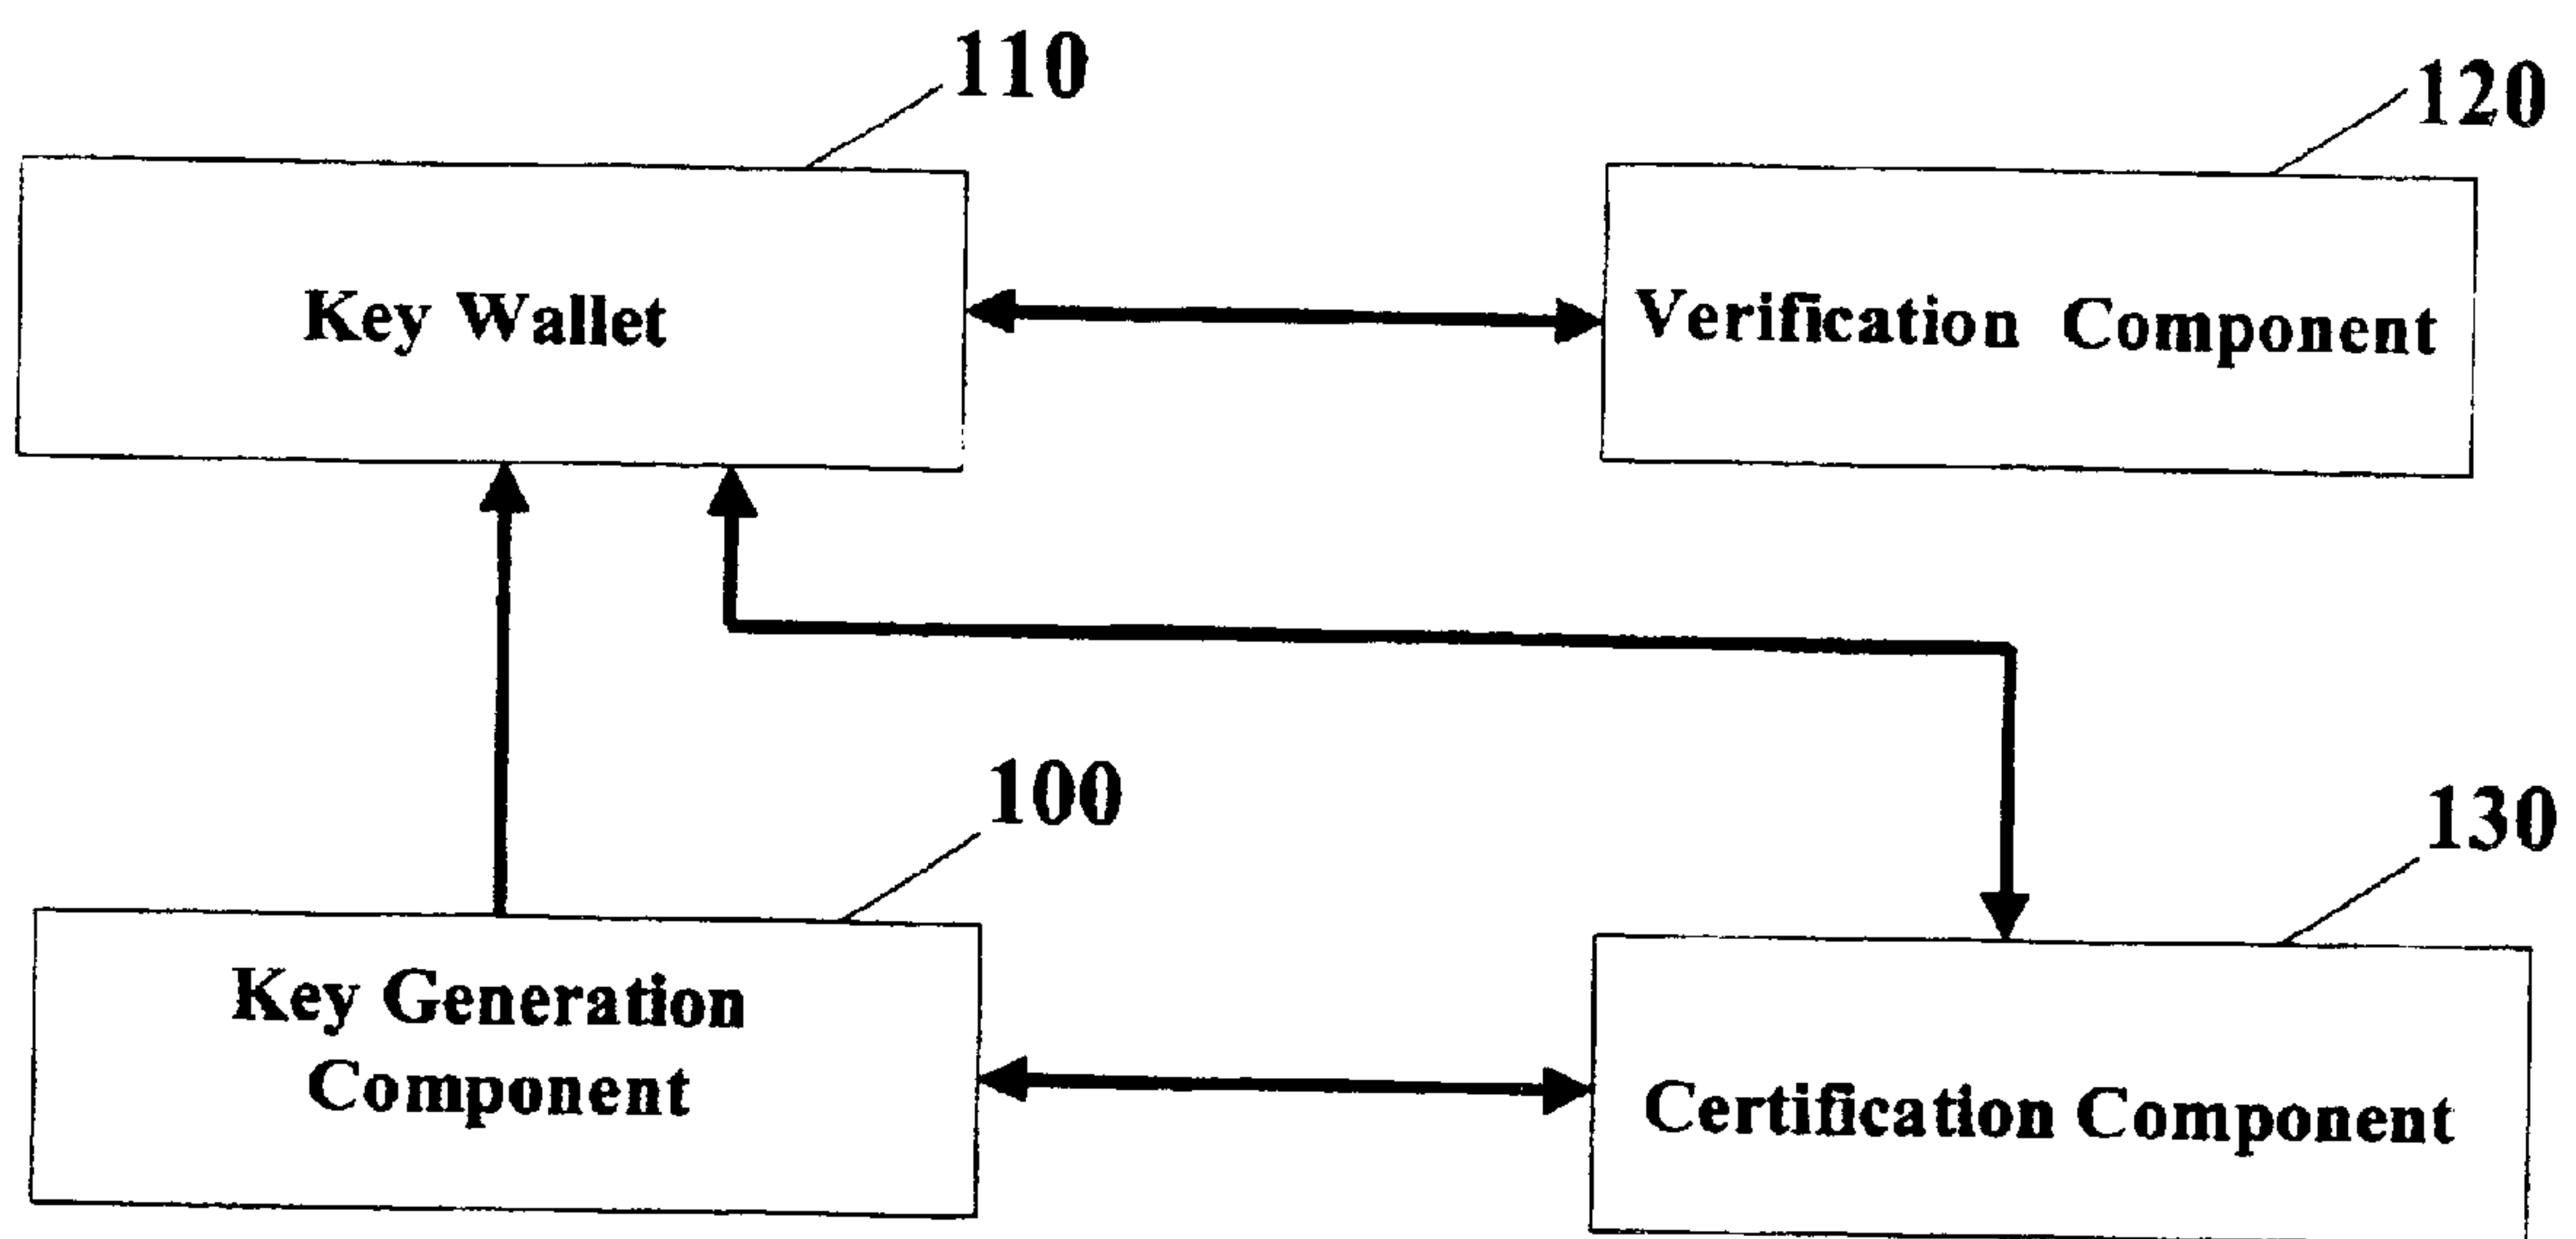 110
120
Key Wallet
Verification Component
100
130
Key Generation
Component
Certification Component